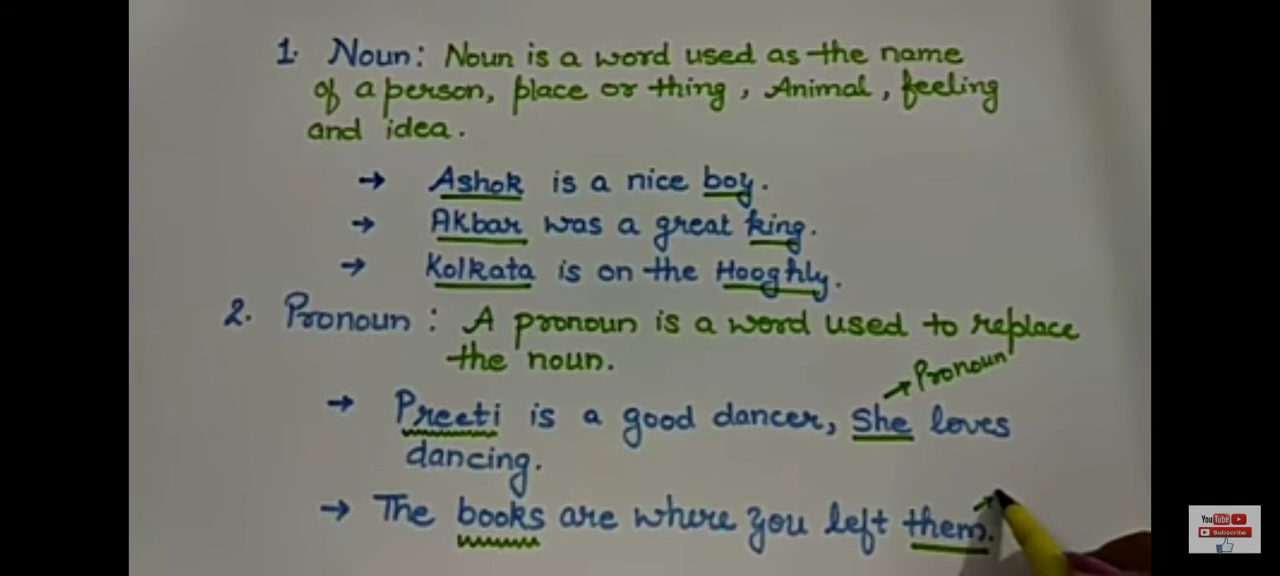 1. Noun: Noun is a word used as the name
of a person, place or thing, Animal, feeling
and idea.
→ Ashok is a nice boy.
→ Akbar was a great king.
→ Kolkata is on the Hooghly.
2. Pronoun: A pronoun is a word used to replace
the noun.
→ Pronoun
→ Preeti is a good dancer, She loves
dancing.
→ The books are where you left them.
YouTube
Subscribe